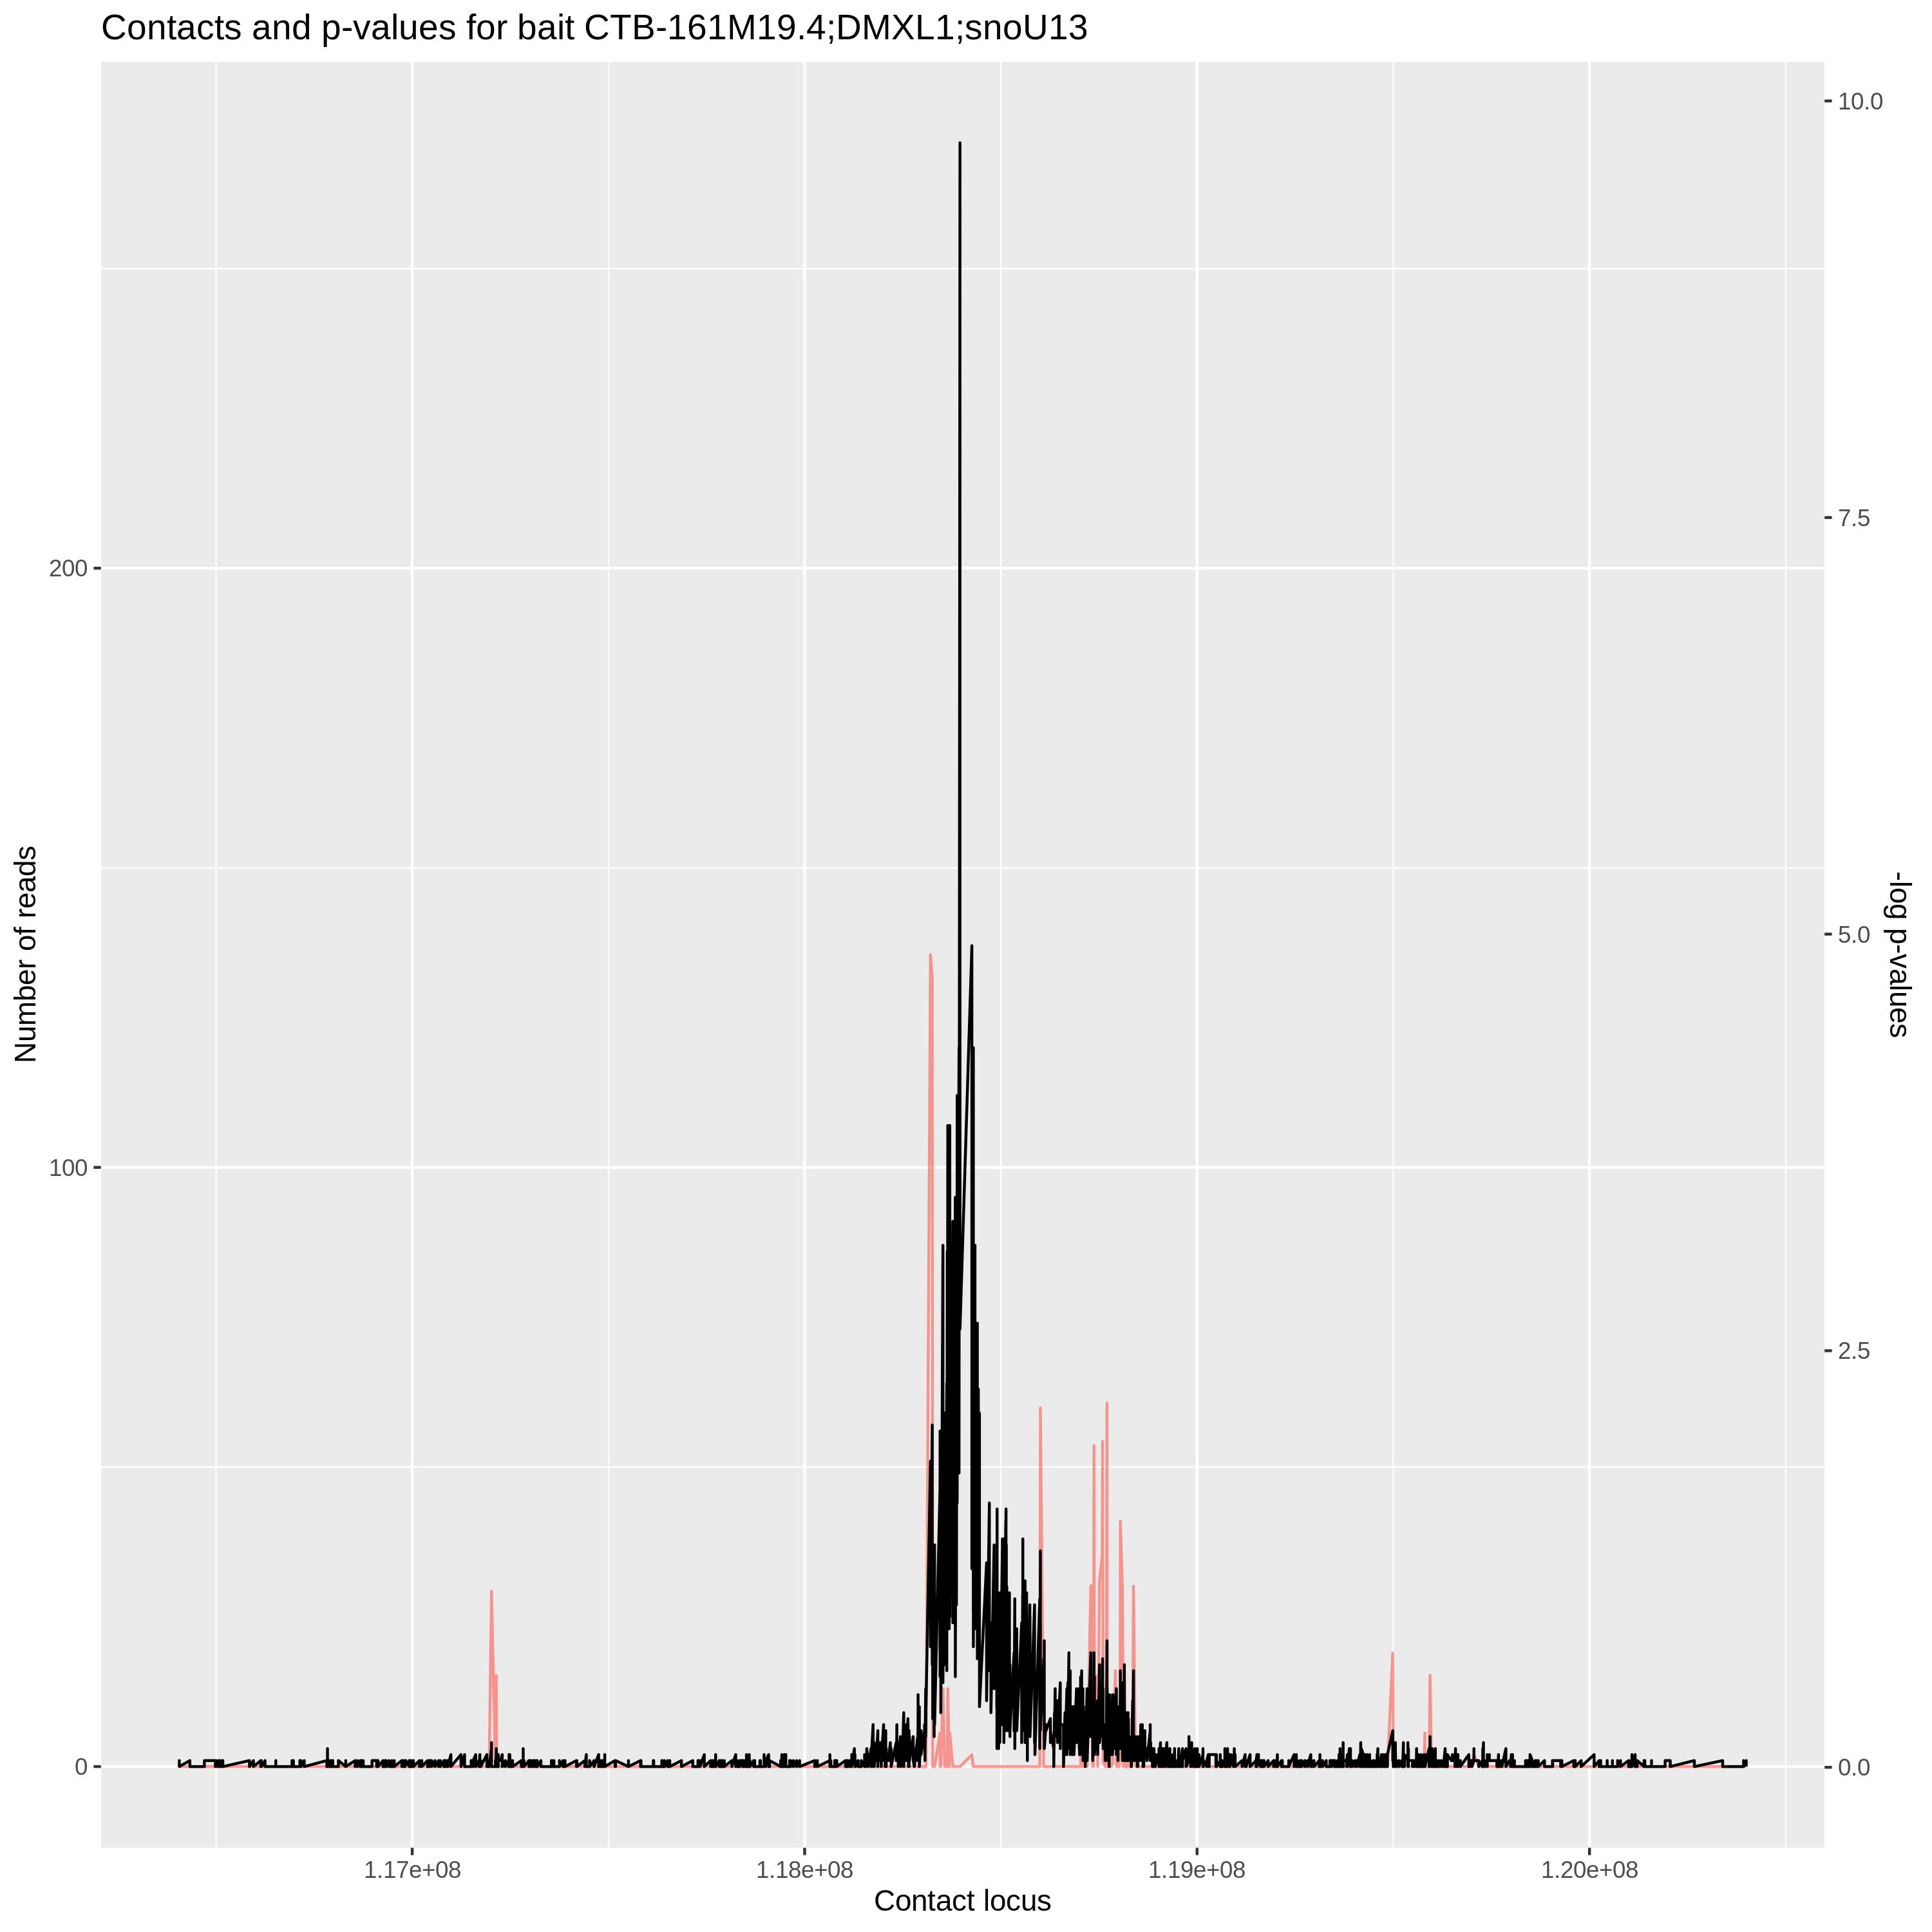 Contacts and p-values for bait CTB-161M19.4;DMXL1;snoU13
10.0
7.5
200
5.0
Number of reads
-log p-values
100
2.5
0
0.0
1.17e+08
1.18e+08
1.19e+08
1.20e+08
Contact locus